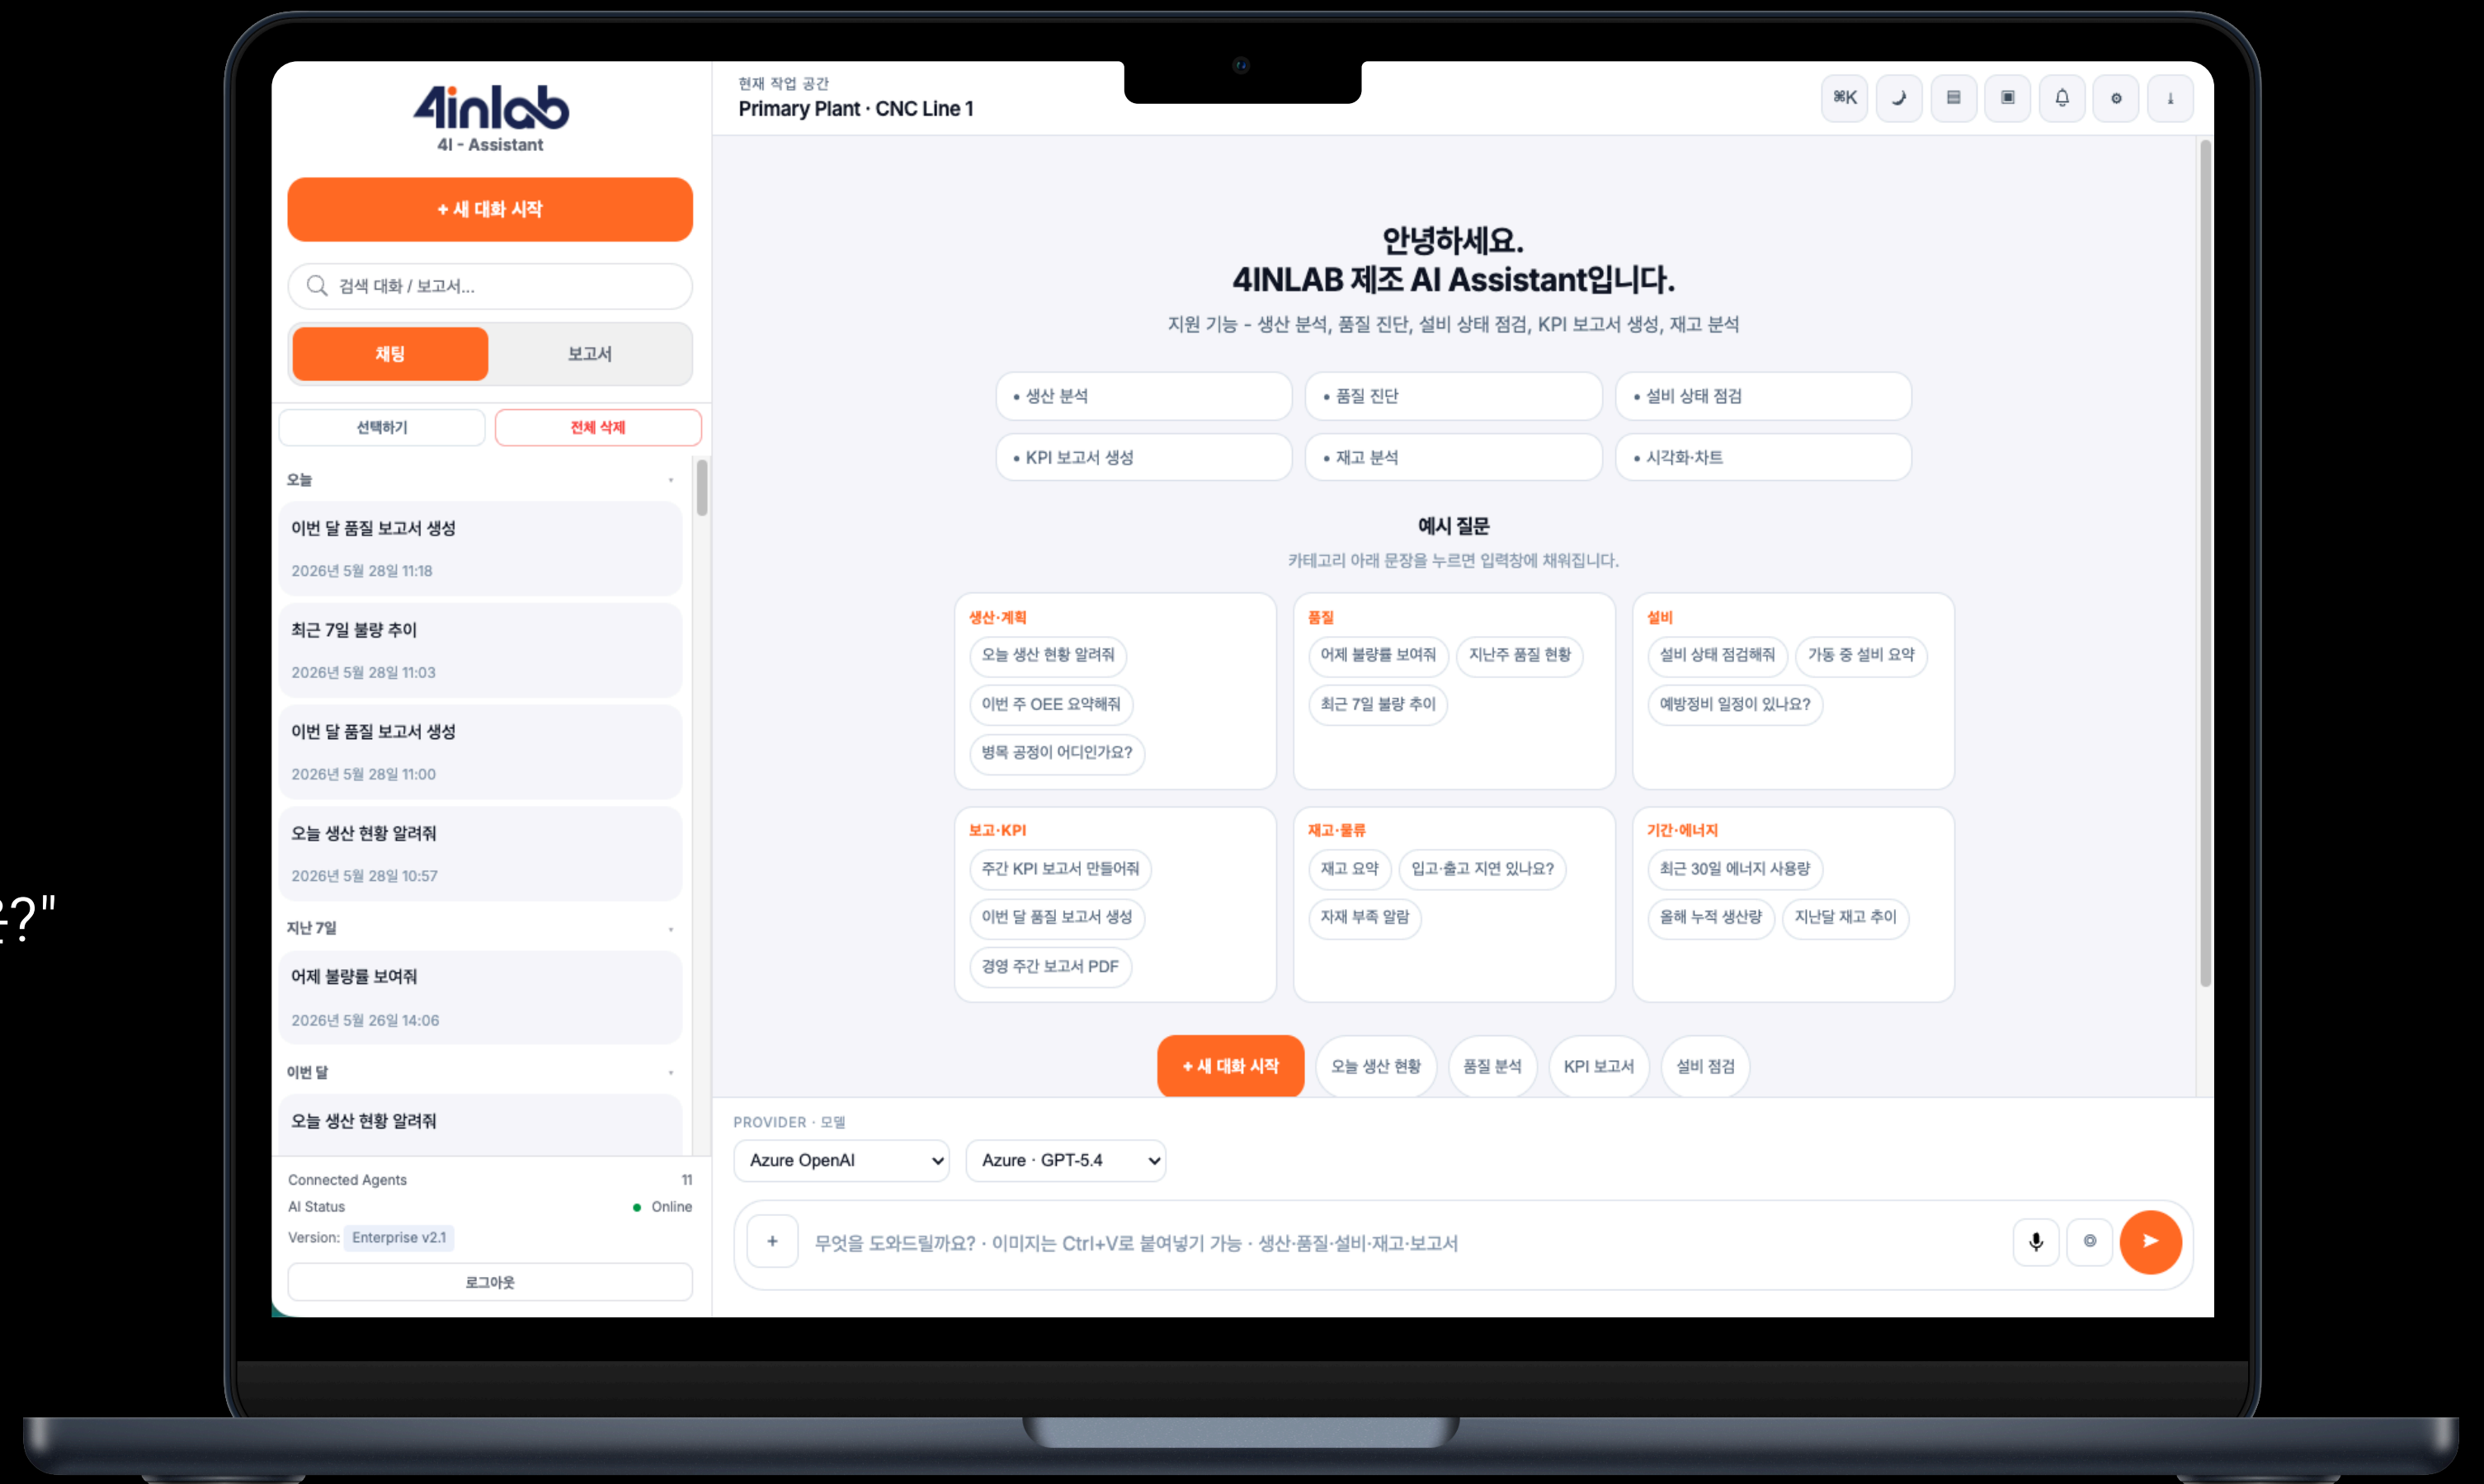 4inlab
4I - Assistant
+ 새 대화 시작
검색 대화 / 보고서...
채팅
보고서
선택하기
전체 삭제
오늘
이번 달 품질 보고서 생성
2026년 5월 28일 11:18
최근 7일 불량 추이
2026년 5월 28일 11:03
이번 달 품질 보고서 생성
2026년 5월 28일 11:00
오늘 생산 현황 알려줘
2026년 5월 28일 10:57
지난 7일
어제 불량률 보여줘
2026년 5월 26일 14:06
이번 달
오늘 생산 현황 알려줘
Connected Agents 11
AI Status Online
Version: Enterprise v2.1
로그아웃
현재 작업 공간
Primary Plant · CNC Line 1
⌘K
안녕하세요.
4INLAB 제조 AI Assistant입니다.
지원 기능 - 생산 분석, 품질 진단, 설비 상태 점검, KPI 보고서 생성, 재고 분석
• 생산 분석
• 품질 진단
• 설비 상태 점검
• KPI 보고서 생성
• 재고 분석
• 시각화·차트
예시 질문
카테고리 아래 문장을 누르면 입력창에 채워집니다.
생산·계획
오늘 생산 현황 알려줘
이번 주 OEE 요약해줘
병목 공정이 어디인가요?
품질
어제 불량률 보여줘
지난주 품질 현황
최근 7일 불량 추이
설비
설비 상태 점검해줘
가동 중 설비 요약
예방정비 일정이 있나요?
보고·KPI
주간 KPI 보고서 만들어줘
이번 달 품질 보고서 생성
경영 주간 보고서 PDF
재고·물류
재고 요약
입고·출고 지연 있나요?
자재 부족 알람
기간·에너지
최근 30일 에너지 사용량
올해 누적 생산량
지난달 재고 추이
+ 새 대화 시작
오늘 생산 현황
품질 분석
KPI 보고서
설비 점검
PROVIDER · 모델
Azure OpenAI
Azure · GPT-5.4
무엇을 도와드릴까요? · 이미지는 Ctrl+V로 붙여넣기 가능 · 생산·품질·설비·재고·보고서